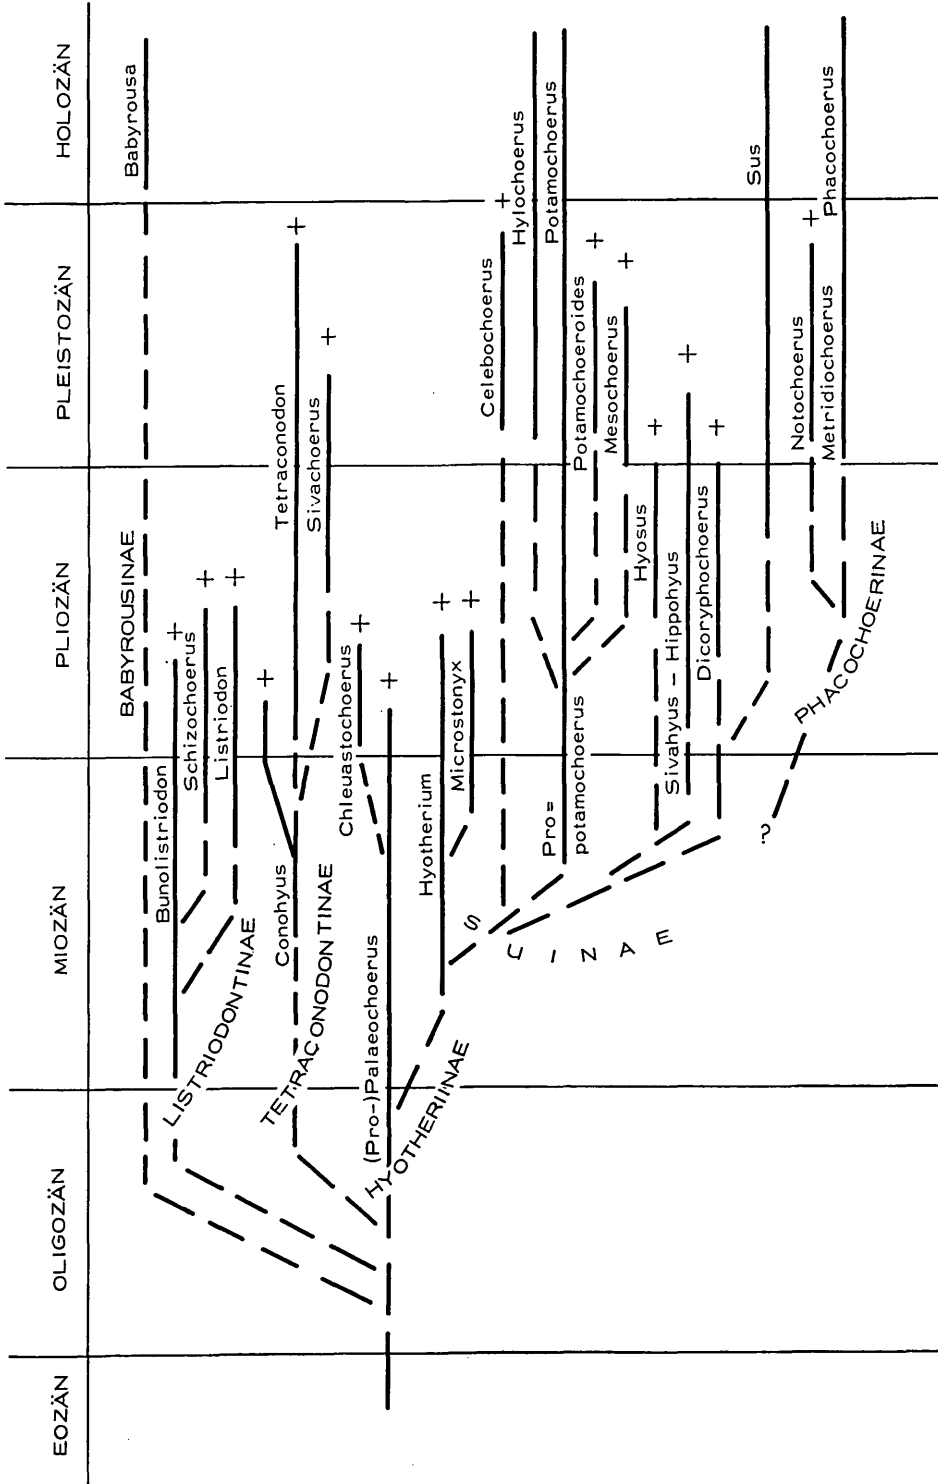 HOLOZÄN
PLEISTOZÄN
PLIOZÄN
MIOZÄN
OLIGOZÄN
EOZÄN
Babyrousa
BABYROUSINAE
Bunolistriodon
Schizochoerus
Listriodon
LISTRIODONTINAE
Tetraconodon
Sivachoerus
Conohyus
TETRACONODONTINAE
Chleuastochoerus
(Pro-)Palaeochoerus
HYOTHERIINAE
Hyotherium
Microstonyx
Celebochoerus
Hylochoerus
Potamochoerus
Pro=
potamochoerus
Potamochoeroides
Mesochoerus
SUINAE
Hyosus
Sivahyus – Hippohyus
Dicoryphochoerus
Sus
?
Notochoerus
Metridiochoerus
Phacochoerus
PHACOCHOERINAE